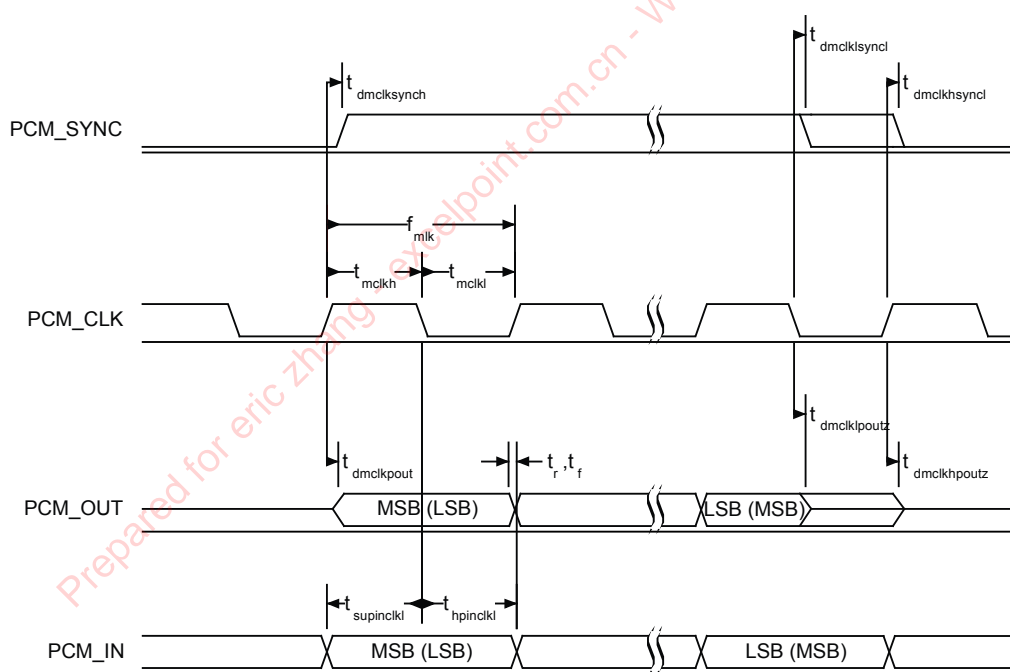 t dmclklsyncl
t dmclksynch
t dmclkhsyncl
PCM_SYNC
f mlk
t mclkh
t mclkl
PCM_CLK
t dmclklpoutz
t dmclkpout
t r ,t f
t dmclkhpoutz
PCM_OUT
MSB (LSB)
LSB (MSB)
t supinclkl
t hpinclkl
PCM_IN
MSB (LSB)
LSB (MSB)
Prepared for eric zhang - excelpoint.com.cn - W